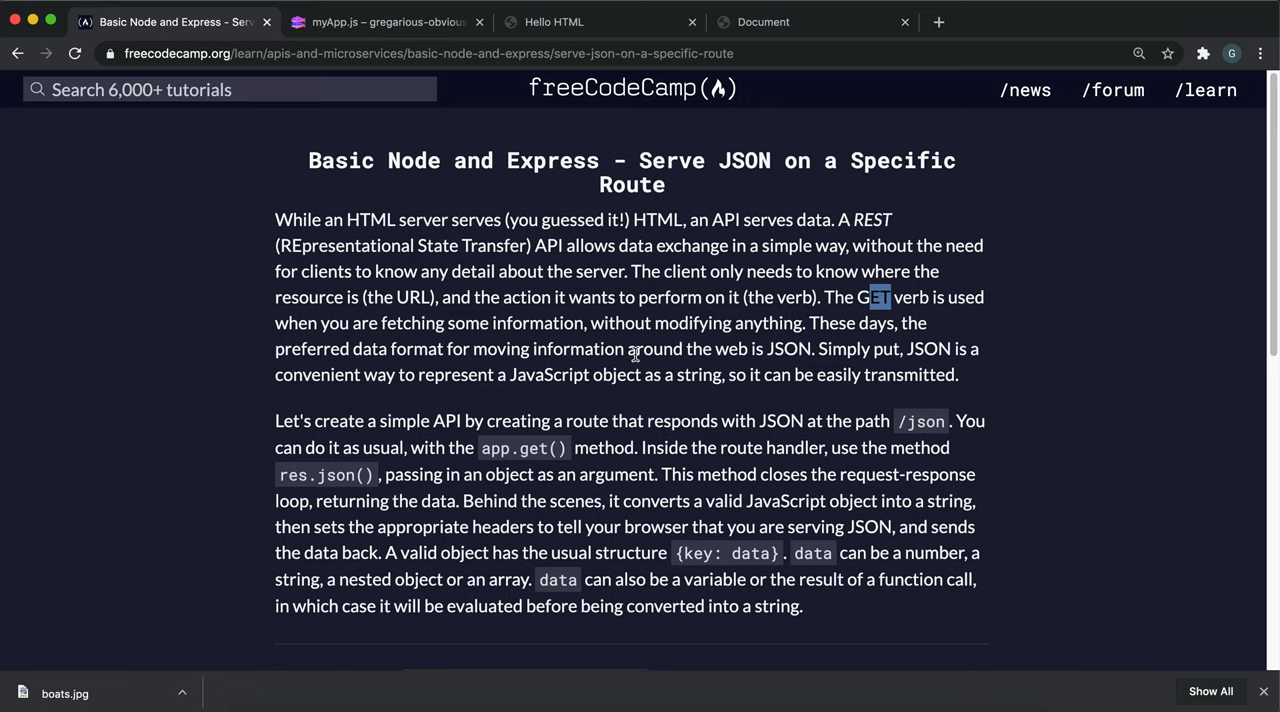 Basic Node and Express - Serv
myApp.js – gregarious-obvious
Hello HTML
Document
freecodecamp.org/learn/apis-and-microservices/basic-node-and-express/serve-json-on-a-specific-route
G
Search 6,000+ tutorials
freeCodeCamp
/news
/forum
/learn
Basic Node and Express - Serve JSON on a Specific
Route
While an HTML server serves (you guessed it!) HTML, an API serves data. A REST
(REpresentational State Transfer) API allows data exchange in a simple way, without the need
for clients to know any detail about the server. The client only needs to know where the
resource is (the URL), and the action it wants to perform on it (the verb). The GET verb is used
when you are fetching some information, without modifying anything. These days, the
preferred data format for moving information around the web is JSON. Simply put, JSON is a
convenient way to represent a JavaScript object as a string, so it can be easily transmitted.
Let's create a simple API by creating a route that responds with JSON at the path /json. You
can do it as usual, with the app.get() method. Inside the route handler, use the method
res.json(), passing in an object as an argument. This method closes the request-response
loop, returning the data. Behind the scenes, it converts a valid JavaScript object into a string,
then sets the appropriate headers to tell your browser that you are serving JSON, and sends
the data back. A valid object has the usual structure {key: data}. data can be a number, a
string, a nested object or an array. data can also be a variable or the result of a function call,
in which case it will be evaluated before being converted into a string.
boats.jpg
Show All